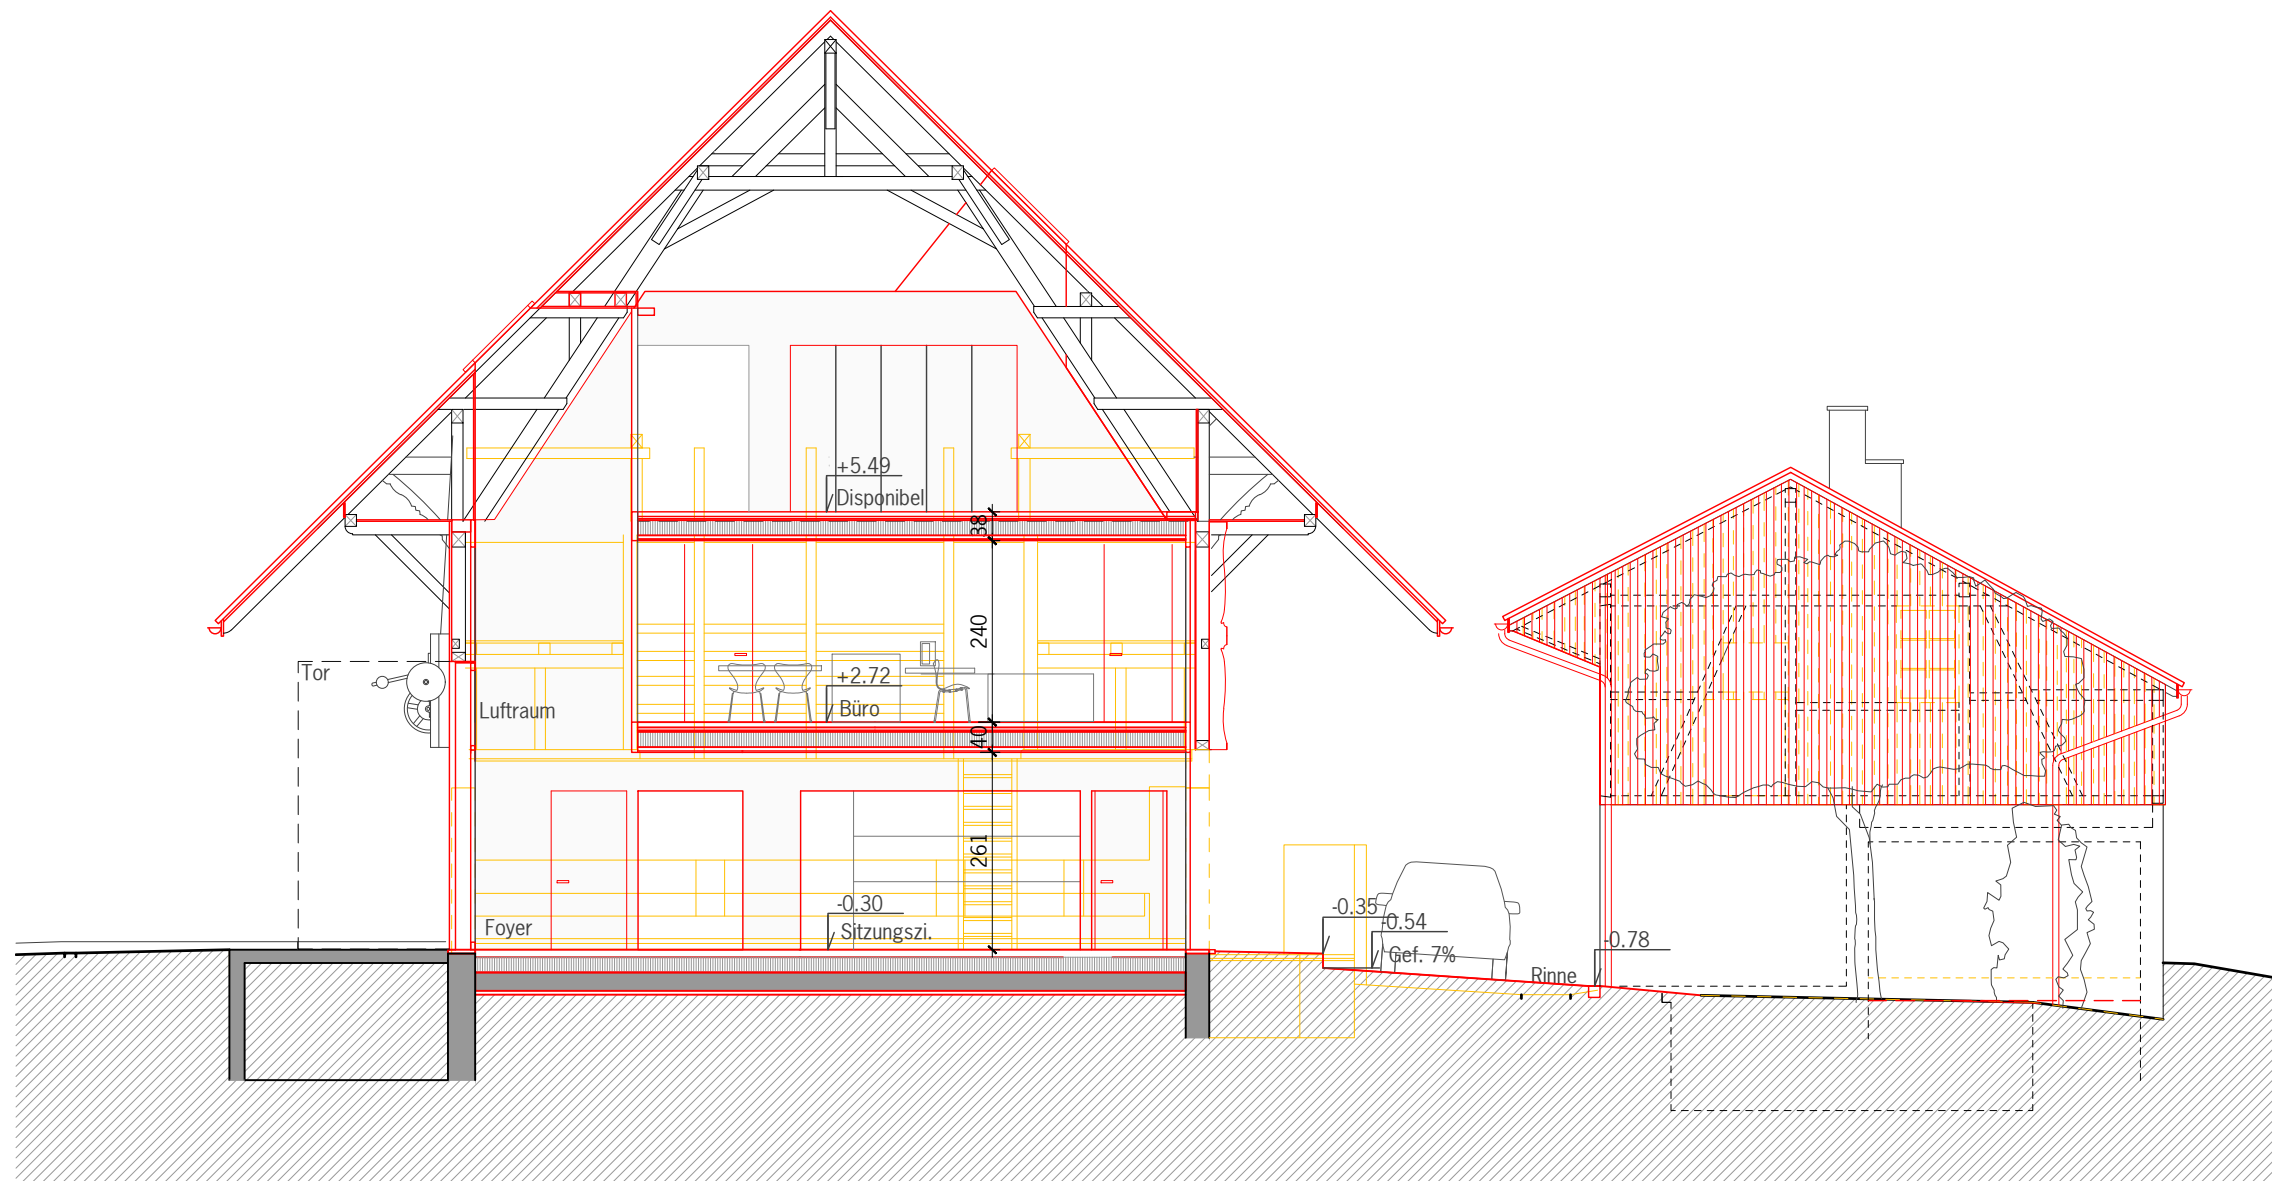 +5.49
Disponibel
38
240
Tor
+2.72
Büro
Luftraum
40
261
-0.30
Sitzungszi.
Foyer
-0.35
-0.54
Gef. 7%
-0.78
Rinne